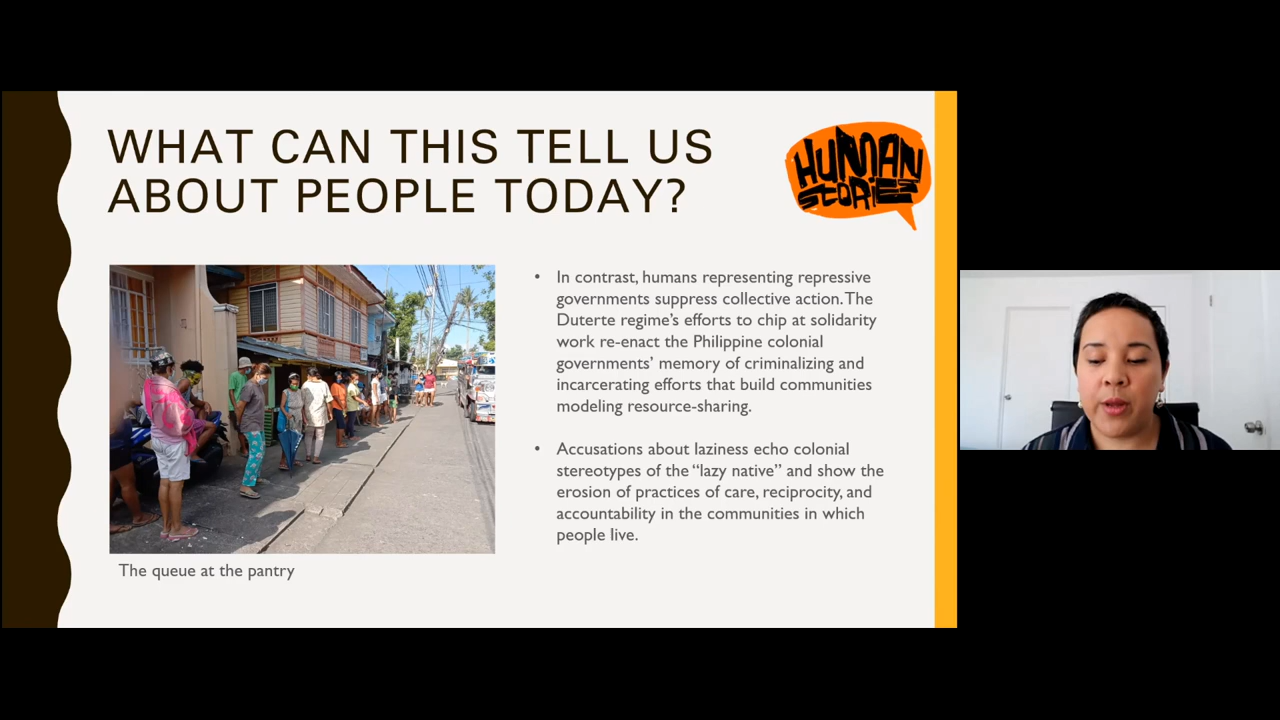 WHAT CAN THIS TELL US
ABOUT PEOPLE TODAY?
HUMAN
STORIEZ
• In contrast, humans representing repressive
governments suppress collective action. The
Duterte regime's efforts to chip at solidarity
work re-enact the Philippine colonial
governments' memory of criminalizing and
incarcerating efforts that build communities
modeling resource-sharing.
• Accusations about laziness echo colonial
stereotypes of the "lazy native" and show the
erosion of practices of care, reciprocity, and
accountability in the communities in which
people live.
The queue at the pantry